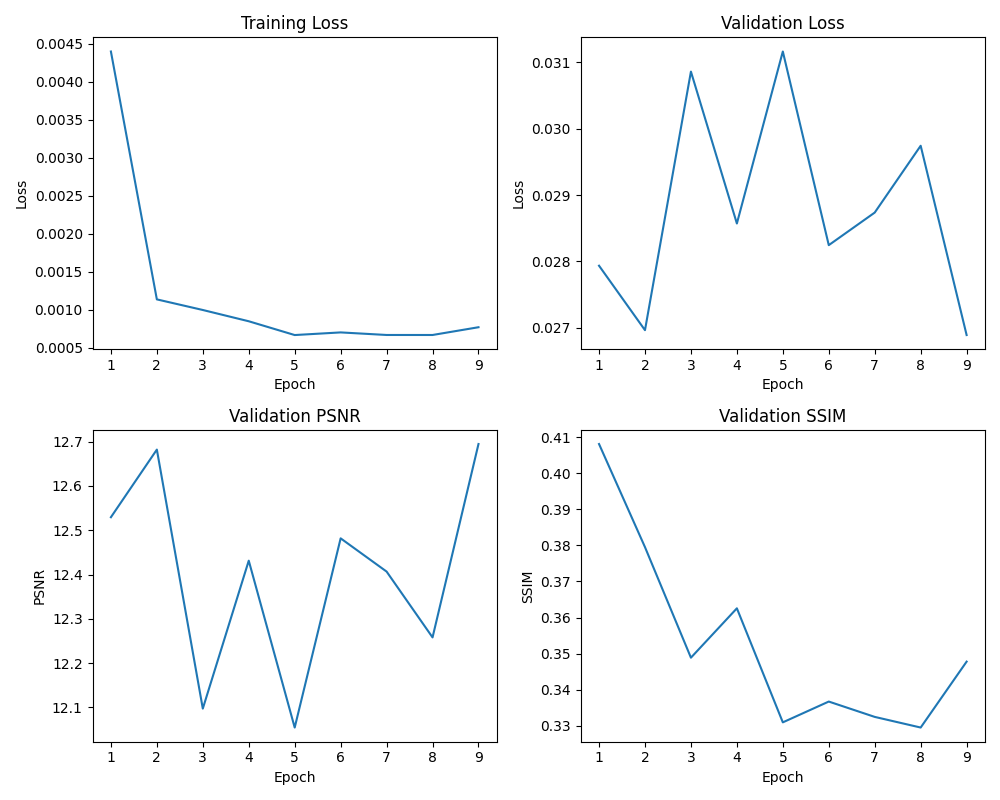 Training Loss
Loss
0.0045
0.0040
0.0035
0.0030
0.0025
0.0020
0.0015
0.0010
0.0005
1 2 3 4 5 6 7 8 9
Epoch
Validation Loss
Loss
0.031
0.030
0.029
0.028
0.027
1 2 3 4 5 6 7 8 9
Epoch
Validation PSNR
PSNR
12.7
12.6
12.5
12.4
12.3
12.2
12.1
1 2 3 4 5 6 7 8 9
Epoch
Validation SSIM
SSIM
0.41
0.40
0.39
0.38
0.37
0.36
0.35
0.34
0.33
1 2 3 4 5 6 7 8 9
Epoch